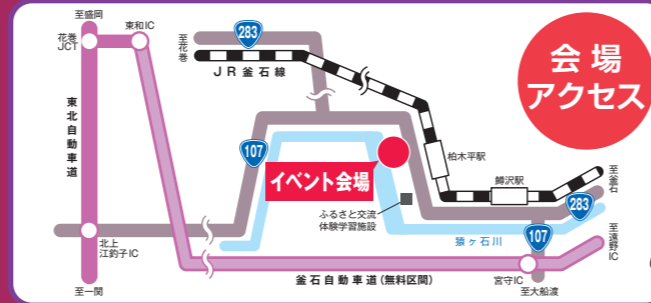 至盛岡
花巻
JCT
東和IC
至花巻
283
JR釜石線
会場
アクセス
東北自動車道
107
イベント会場
柏木平駅
鱒沢駅
至釜石
283
ふるさと交流
体験学習施設
猿ヶ石川
107
至遠野IC
北上
江釣子IC
至一関
釜石自動車道(無料区間)
宮守IC
至大船渡